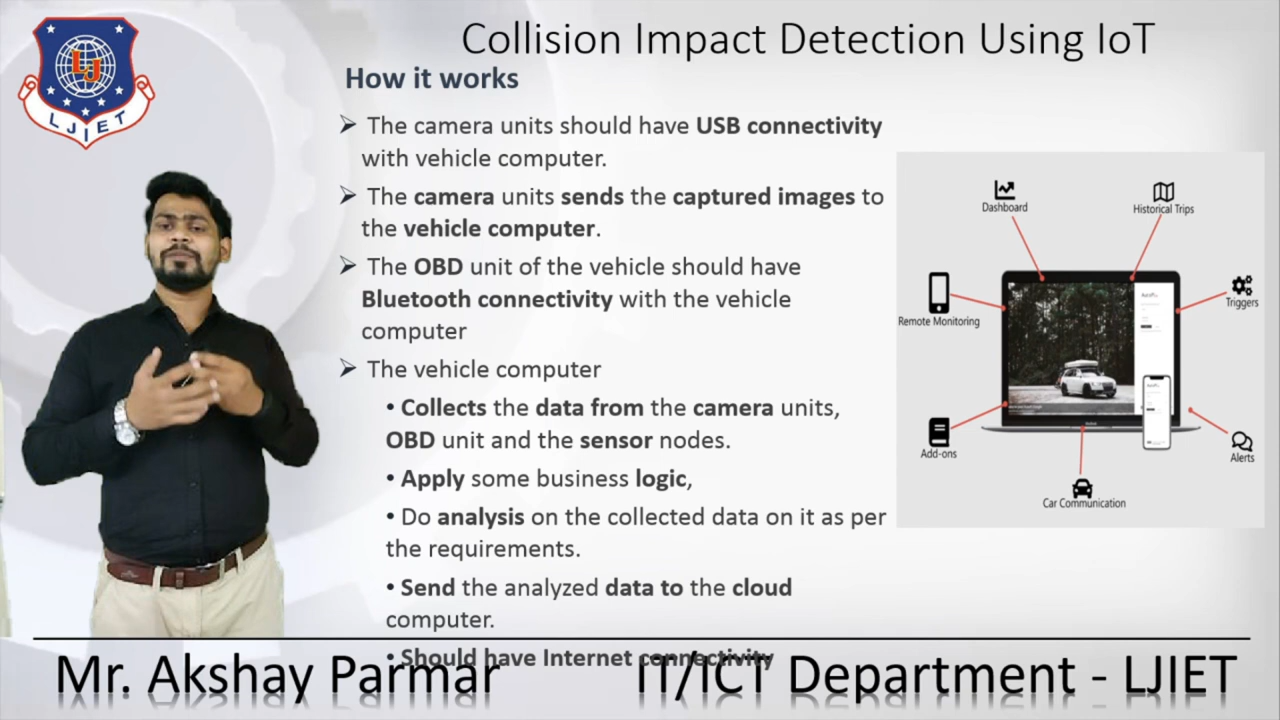 Collision Impact Detection Using IoT
LJ
LJIET
How it works
➢ The camera units should have USB connectivity
with vehicle computer.
➢ The camera units sends the captured images to
the vehicle computer.
➢ The OBD unit of the vehicle should have
Bluetooth connectivity with the vehicle
computer
➢ The vehicle computer
• Collects the data from the camera units,
OBD unit and the sensor nodes.
• Apply some business logic,
• Do analysis on the collected data on it as per
the requirements.
• Send the analyzed data to the cloud
computer.
• Should have Internet connectivity
Dashboard
Historical Trips
Remote Monitoring
Triggers
Add-ons
Alerts
Car Communication
Mr. Akshay Parmar
IT/ICT Department - LJIET